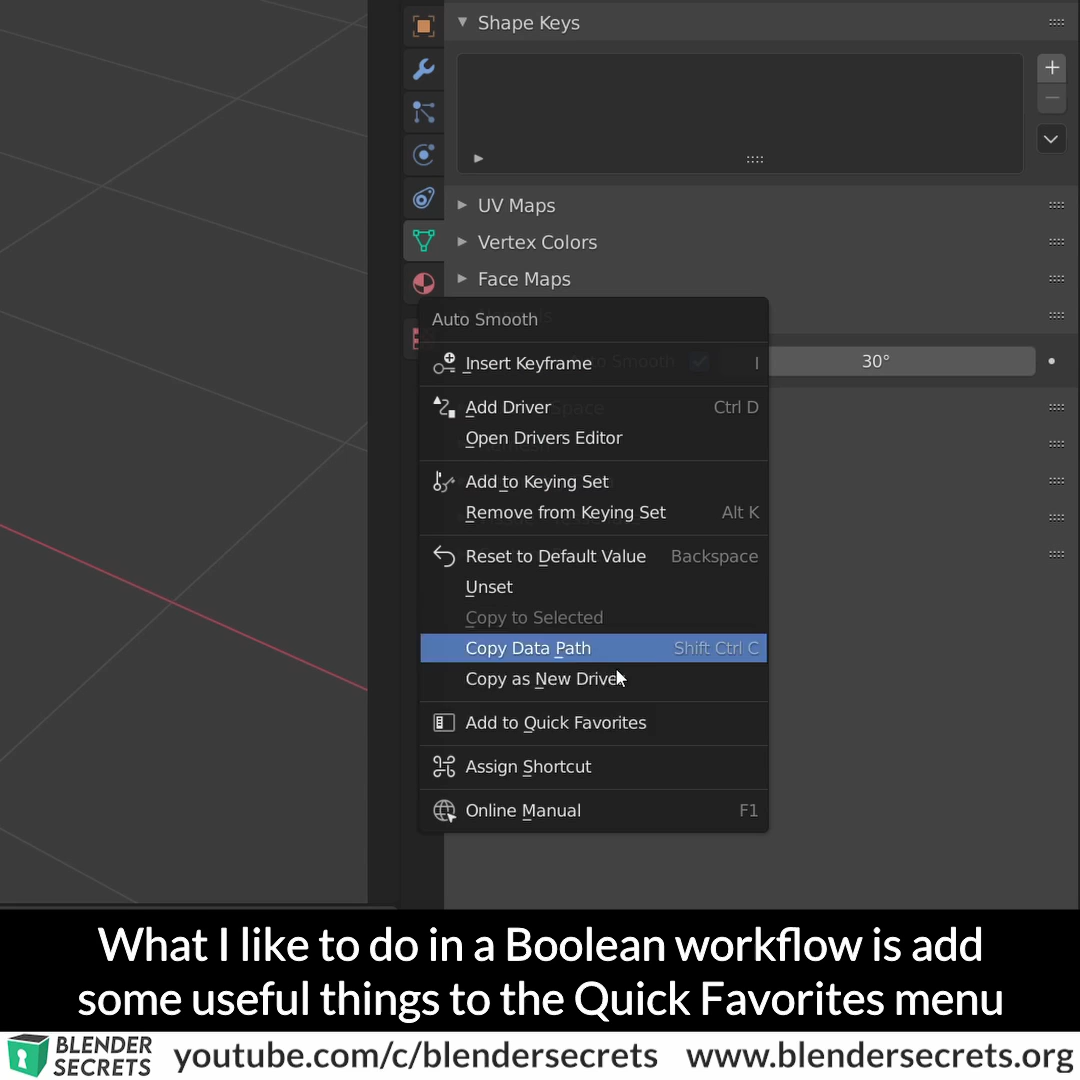 Shape Keys
UV Maps
Vertex Colors
Face Maps
Auto Smooth
Insert Keyframe I
30°
Add Driver Ctrl D
Open Drivers Editor
Add to Keying Set
Remove from Keying Set Alt K
Reset to Default Value Backspace
Unset
Copy to Selected
Copy Data Path Shift Ctrl C
Copy as New Drive
Add to Quick Favorites
Assign Shortcut
Online Manual F1
What I like to do in a Boolean workflow is add
some useful things to the Quick Favorites menu
BLENDER
SECRETS
youtube.com/c/blendersecrets www.blendersecrets.org